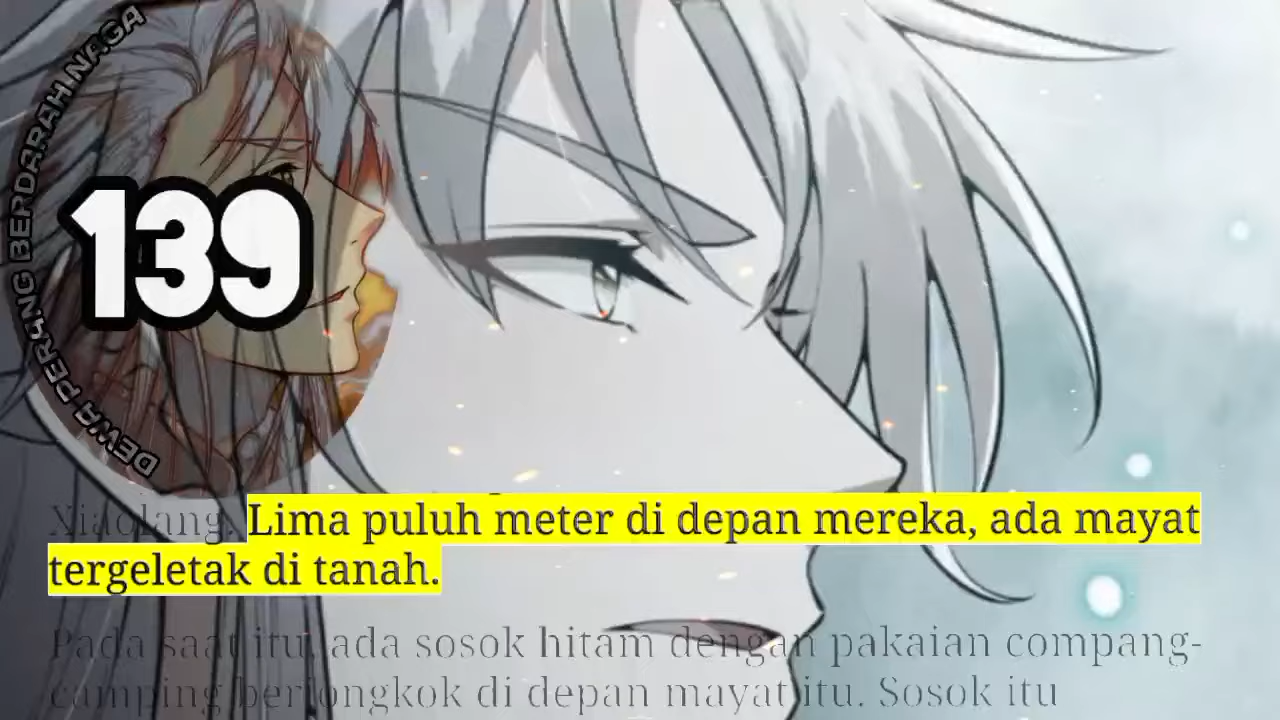 DEWA PERANG BERDARAH NAGA
139
Xiaolang. Lima puluh meter di depan mereka, ada mayat
tergeletak di tanah.
Pada saat itu, ada sosok hitam dengan pakaian compang-
camping berjongkok di depan mayat itu. Sosok itu